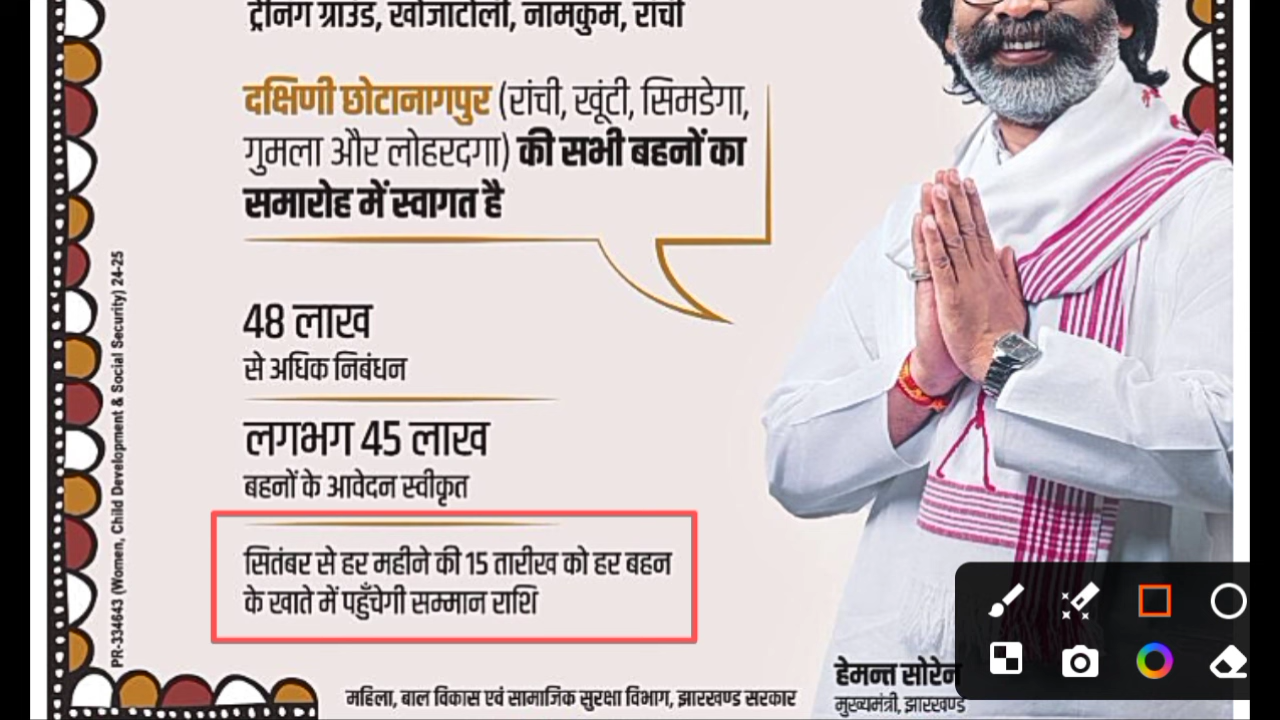 ट्रेनिंग ग्राउंड, खोजाटोली, नामकुम, रांची
दक्षिणी छोटानागपुर (रांची, खूंटी, सिमडेगा,
गुमला और लोहरदगा) की सभी बहनों का
समारोह में स्वागत है
48 लाख
से अधिक निबंधन
लगभग 45 लाख
बहनों के आवेदन स्वीकृत
सितंबर से हर महीने की 15 तारीख को हर बहन
के खाते में पहुँचेगी सम्मान राशि
PR-334643 (Women, Child Development & Social Security) 24-25
हेमन्त सोरेन
मुख्यमंत्री, झारखण्ड
महिला, बाल विकास एवं सामाजिक सुरक्षा विभाग, झारखण्ड सरकार